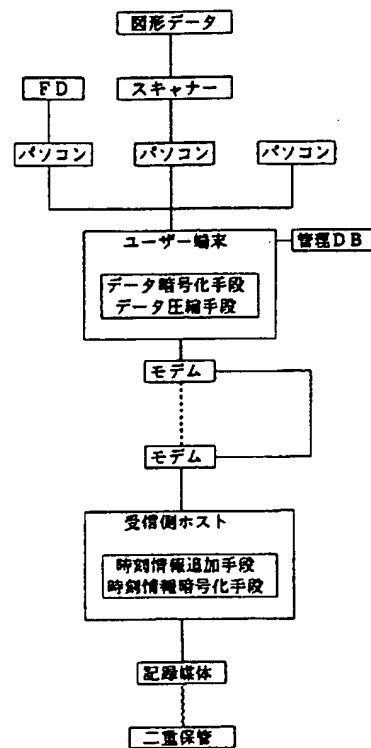 図形データ
FD
スキャナー
パソコン
パソコン
パソコン
ユーザー端末
管理DB
データ暗号化手段
データ圧縮手段
モデム
モデム
受信側ホスト
時刻情報追加手段
時刻情報暗号化手段
記録媒体
二重保管